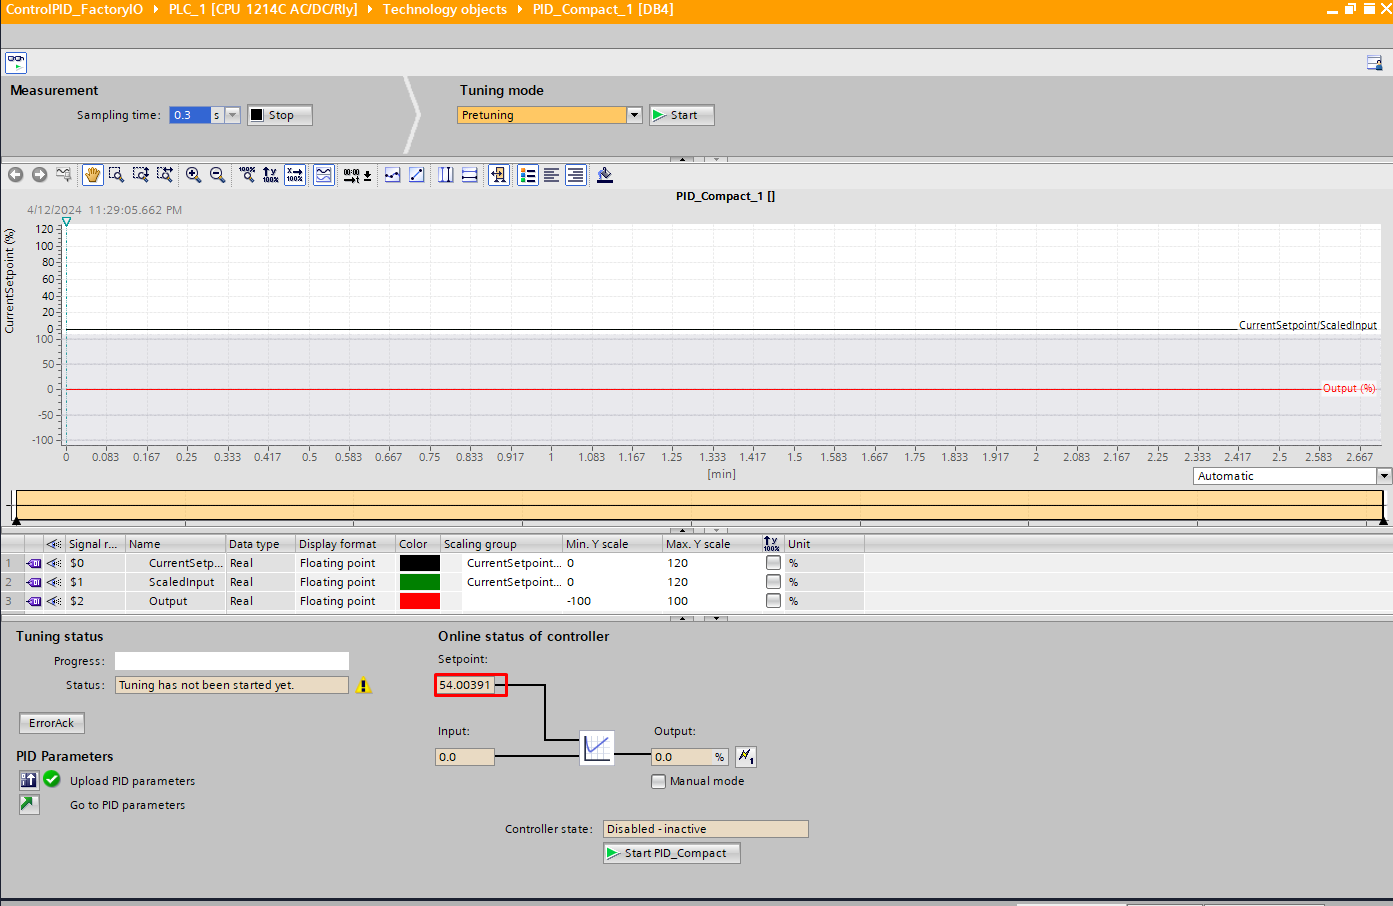 ControlPID_FactoryIO PLC_1 [CPU 1214C AC/DC/Rly] Technology objects PID_Compact_1 [DB4]
Measurement
Tuning mode
Sampling time: 0.3 s Stop
Pretuning Start
PID_Compact_1 []
4/12/2024 11:29:05.662 PM
CurrentSetpoint (%)
120
100
80
60
40
20
0
CurrentSetpoint/ScaledInput
100
50
0
Output (%)
-50
-100
0 0.083 0.167 0.25 0.333 0.417 0.5 0.583 0.667 0.75 0.833 0.917 1 1.083 1.167 1.25 1.333 1.417 1.5 1.583 1.667 1.75 1.833 1.917 2 2.083 2.167 2.25 2.333 2.417 2.5 2.583 2.667
[min]
Automatic
Signal r... Name Data type Display format Color Scaling group Min. Y scale Max. Y scale Unit
1 $0 CurrentSetp... Real Floating point CurrentSetpoint... 0 120 %
2 $1 ScaledInput Real Floating point CurrentSetpoint... 0 120 %
3 $2 Output Real Floating point -100 100 %
Tuning status
Progress:
Status: Tuning has not been started yet.
ErrorAck
PID Parameters
Upload PID parameters
Go to PID parameters
Online status of controller
Setpoint:
54.00391
Input:
0.0
Output:
0.0 %
Manual mode
Controller state: Disabled - inactive
Start PID_Compact